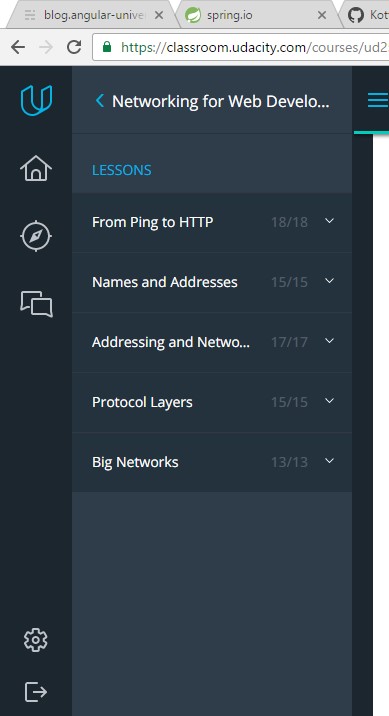 blog.angular-unive
spring.io
Kot
https://classroom.udacity.com/courses/ud2
Networking for Web Develo...
LESSONS
From Ping to HTTP 18/18
Names and Addresses 15/15
Addressing and Netwo... 17/17
Protocol Layers 15/15
Big Networks 13/13